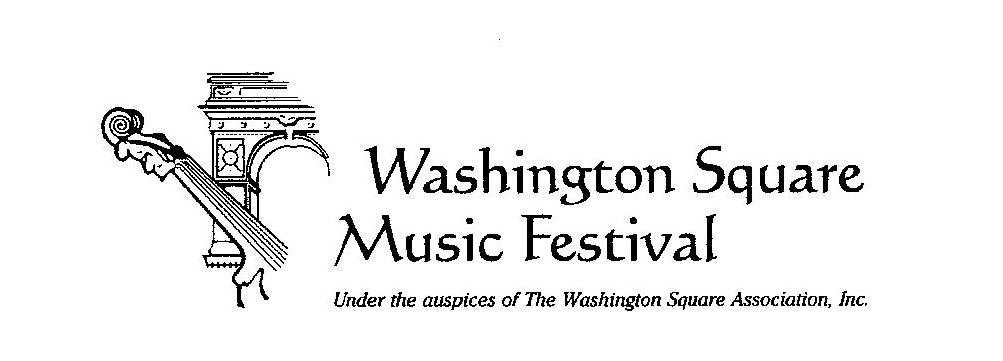 Washington Square
Music Festival
Under the auspices of The Washington Square Association, Inc.